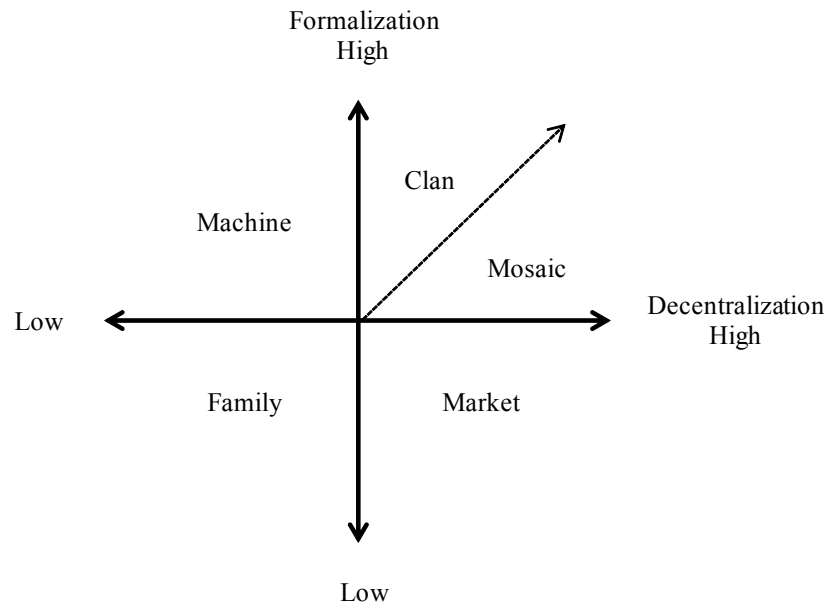 Formalization
High
Clan
Machine
Mosaic
Low
Decentralization
High
Family
Market
Low